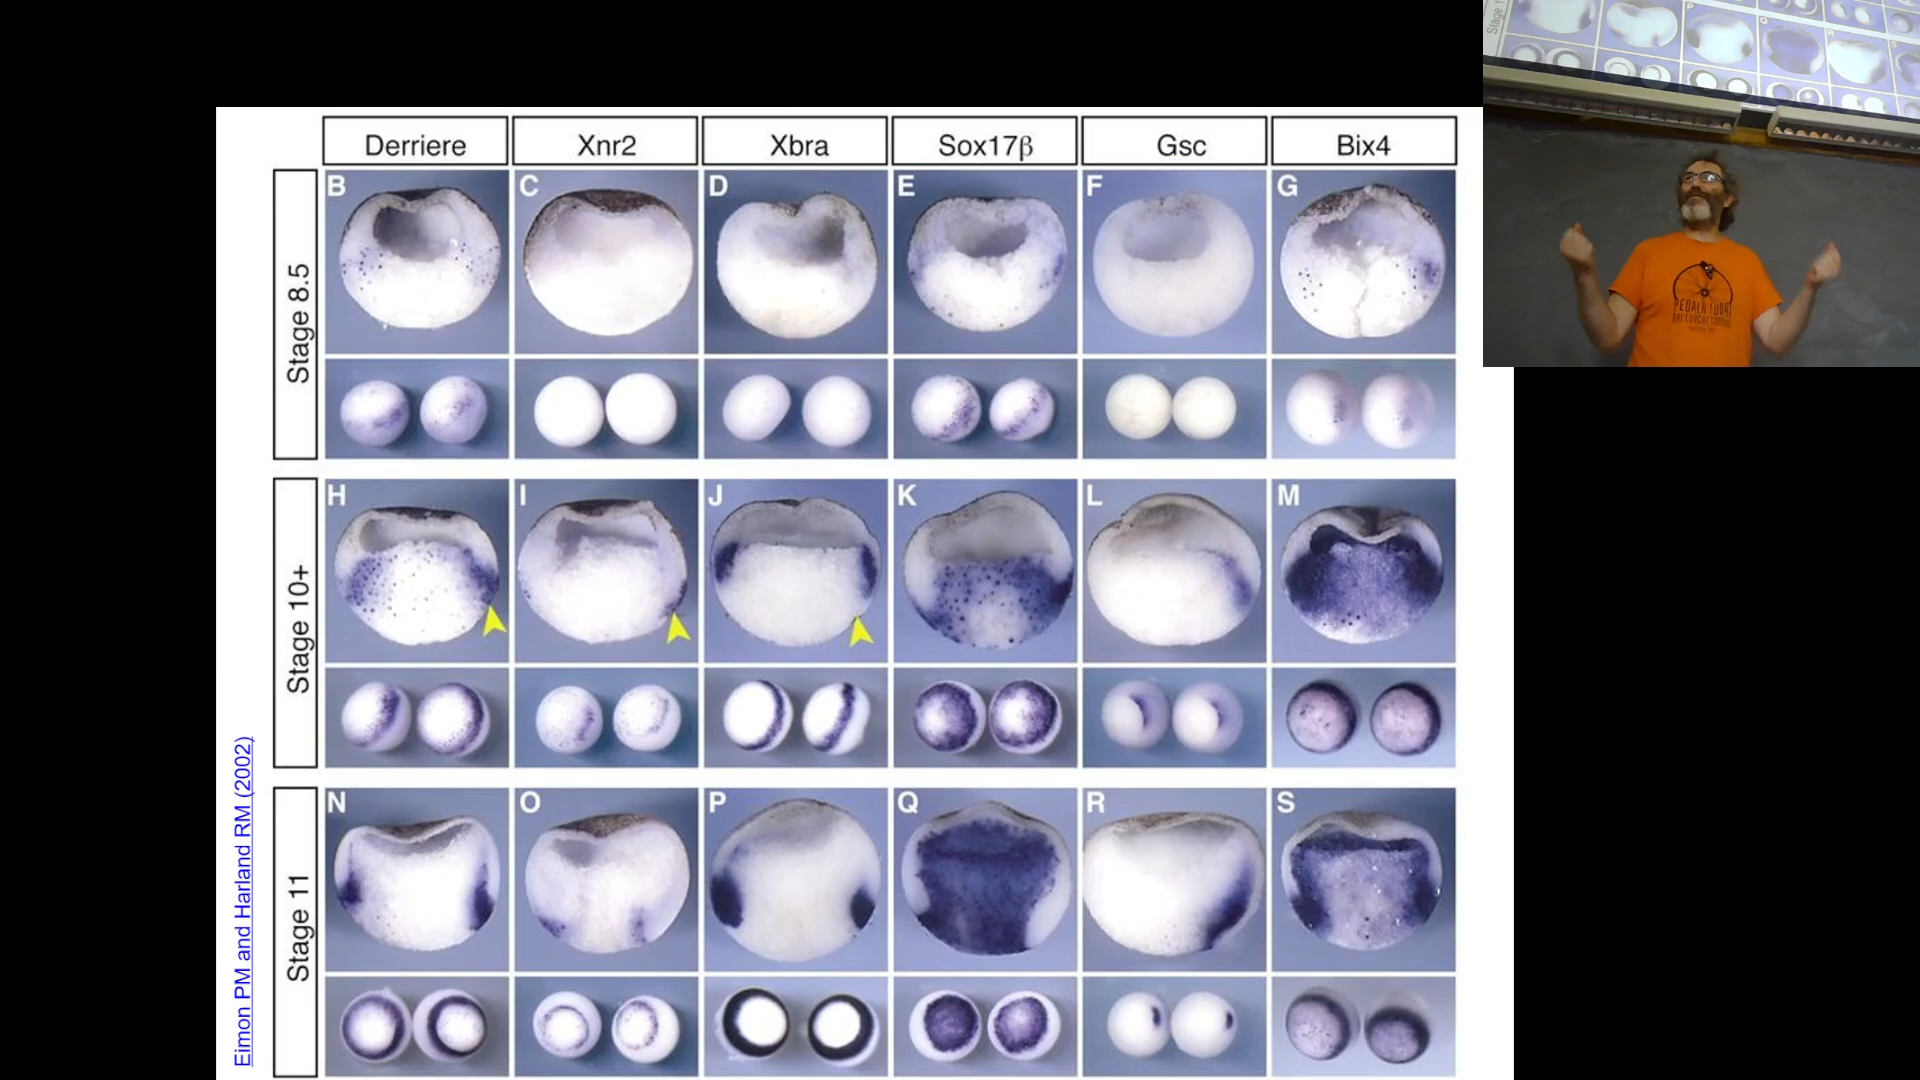 Derriere Xnr2 Xbra Sox17β Gsc Bix4
Stage 8.5
B C D E F G
Stage 10+
H I J K L M
Stage 11
N O P Q R S
Eimon PM and Harland RM (2002)